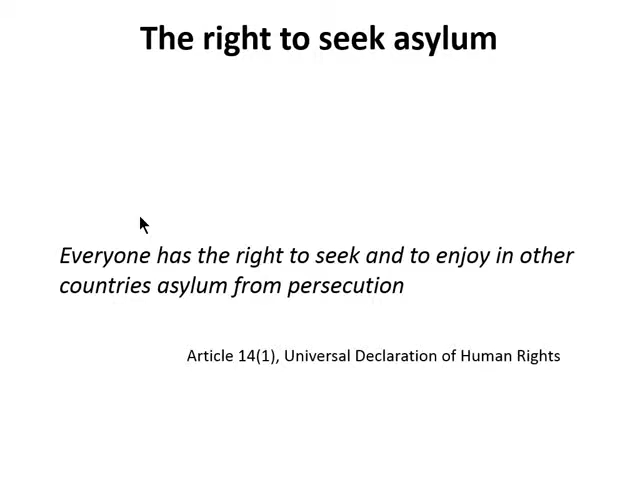 The right to seek asylum
Everyone has the right to seek and to enjoy in other
countries asylum from persecution
Article 14(1), Universal Declaration of Human Rights